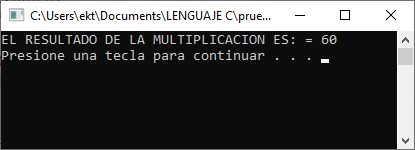 C:\Users\ekt\Documents\LENGUAJE C\prue...
EL RESULTADO DE LA MULTIPLICACION ES: = 60
Presione una tecla para continuar . . .